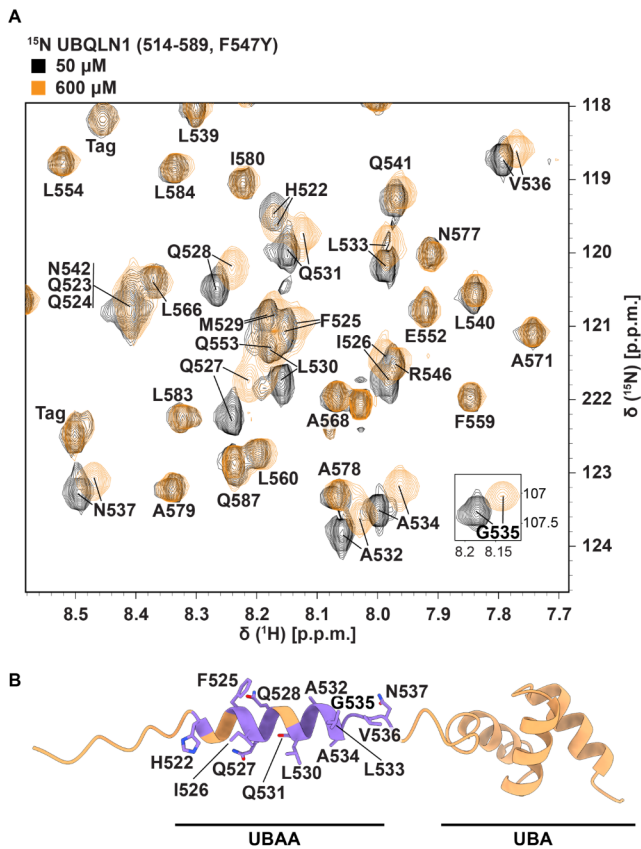 A
¹⁵N UBQLN1 (514-589, F547Y)
50 µM
600 µM
118
119
120
121
122
123
124
δ (¹⁵N) [p.p.m.]
Tag
L539
L554
L584
I580
H522
Q541
V536
Q528
Q531
L533
N577
N542
Q523
Q524
L566
M529
F525
Q553
E552
L540
Q527
L530
I526
R546
A571
L583
A568
F559
Tag
L560
N537
A579
Q587
A578
A534
A532
107
107.5
G535
8.2 8.15
8.5 8.4 8.3 8.2 8.1 8.0 7.9 7.8 7.7
δ (¹H) [p.p.m.]
B
F525
Q528
A532
G535
N537
H522
I526
Q527
Q531
L530
A534
L533
V536
UBAA
UBA